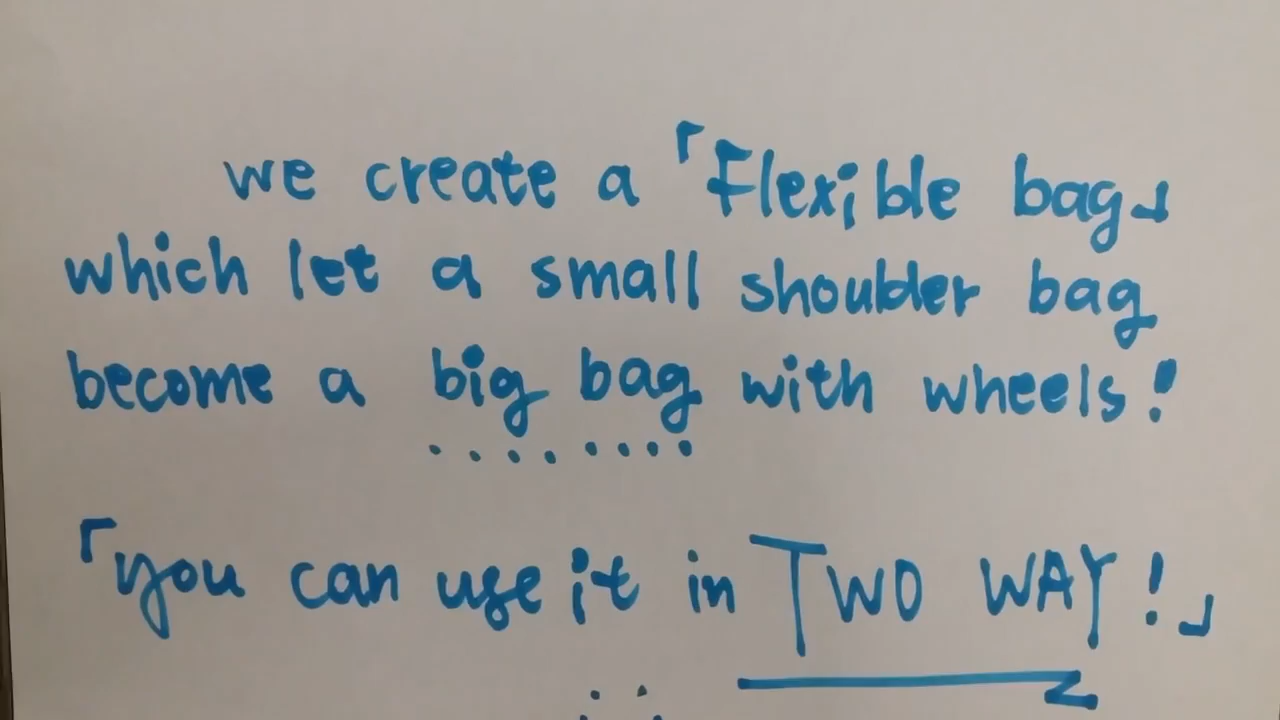 we create a「Flexible bag」
which let a small shoulder bag
become a big bag with wheels!
「you can use it in TWO WAY!」